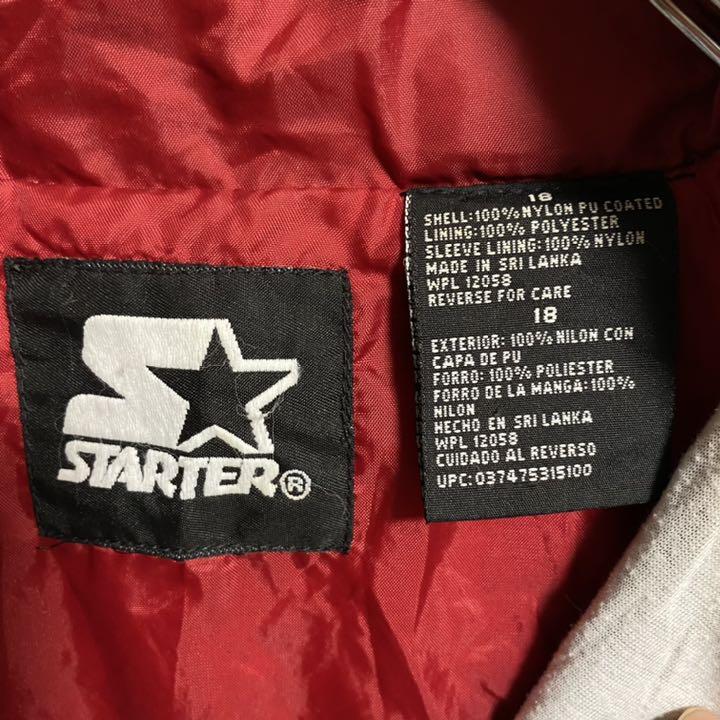 STARTER®
18
SHELL:100% NYLON PU COATED
LINING:100% POLYESTER
SLEEVE LINING:100% NYLON
MADE IN SRI LANKA
WPL 12058
REVERSE FOR CARE
18
EXTERIOR: 100% NILON CON
CAPA DE PU
FORRO: 100% POLIESTER
FORRO DE LA MANGA: 100%
NILON
HECHO EN SRI LANKA
WPL 12058
CUIDADO AL REVERSO
UPC: 037475315100